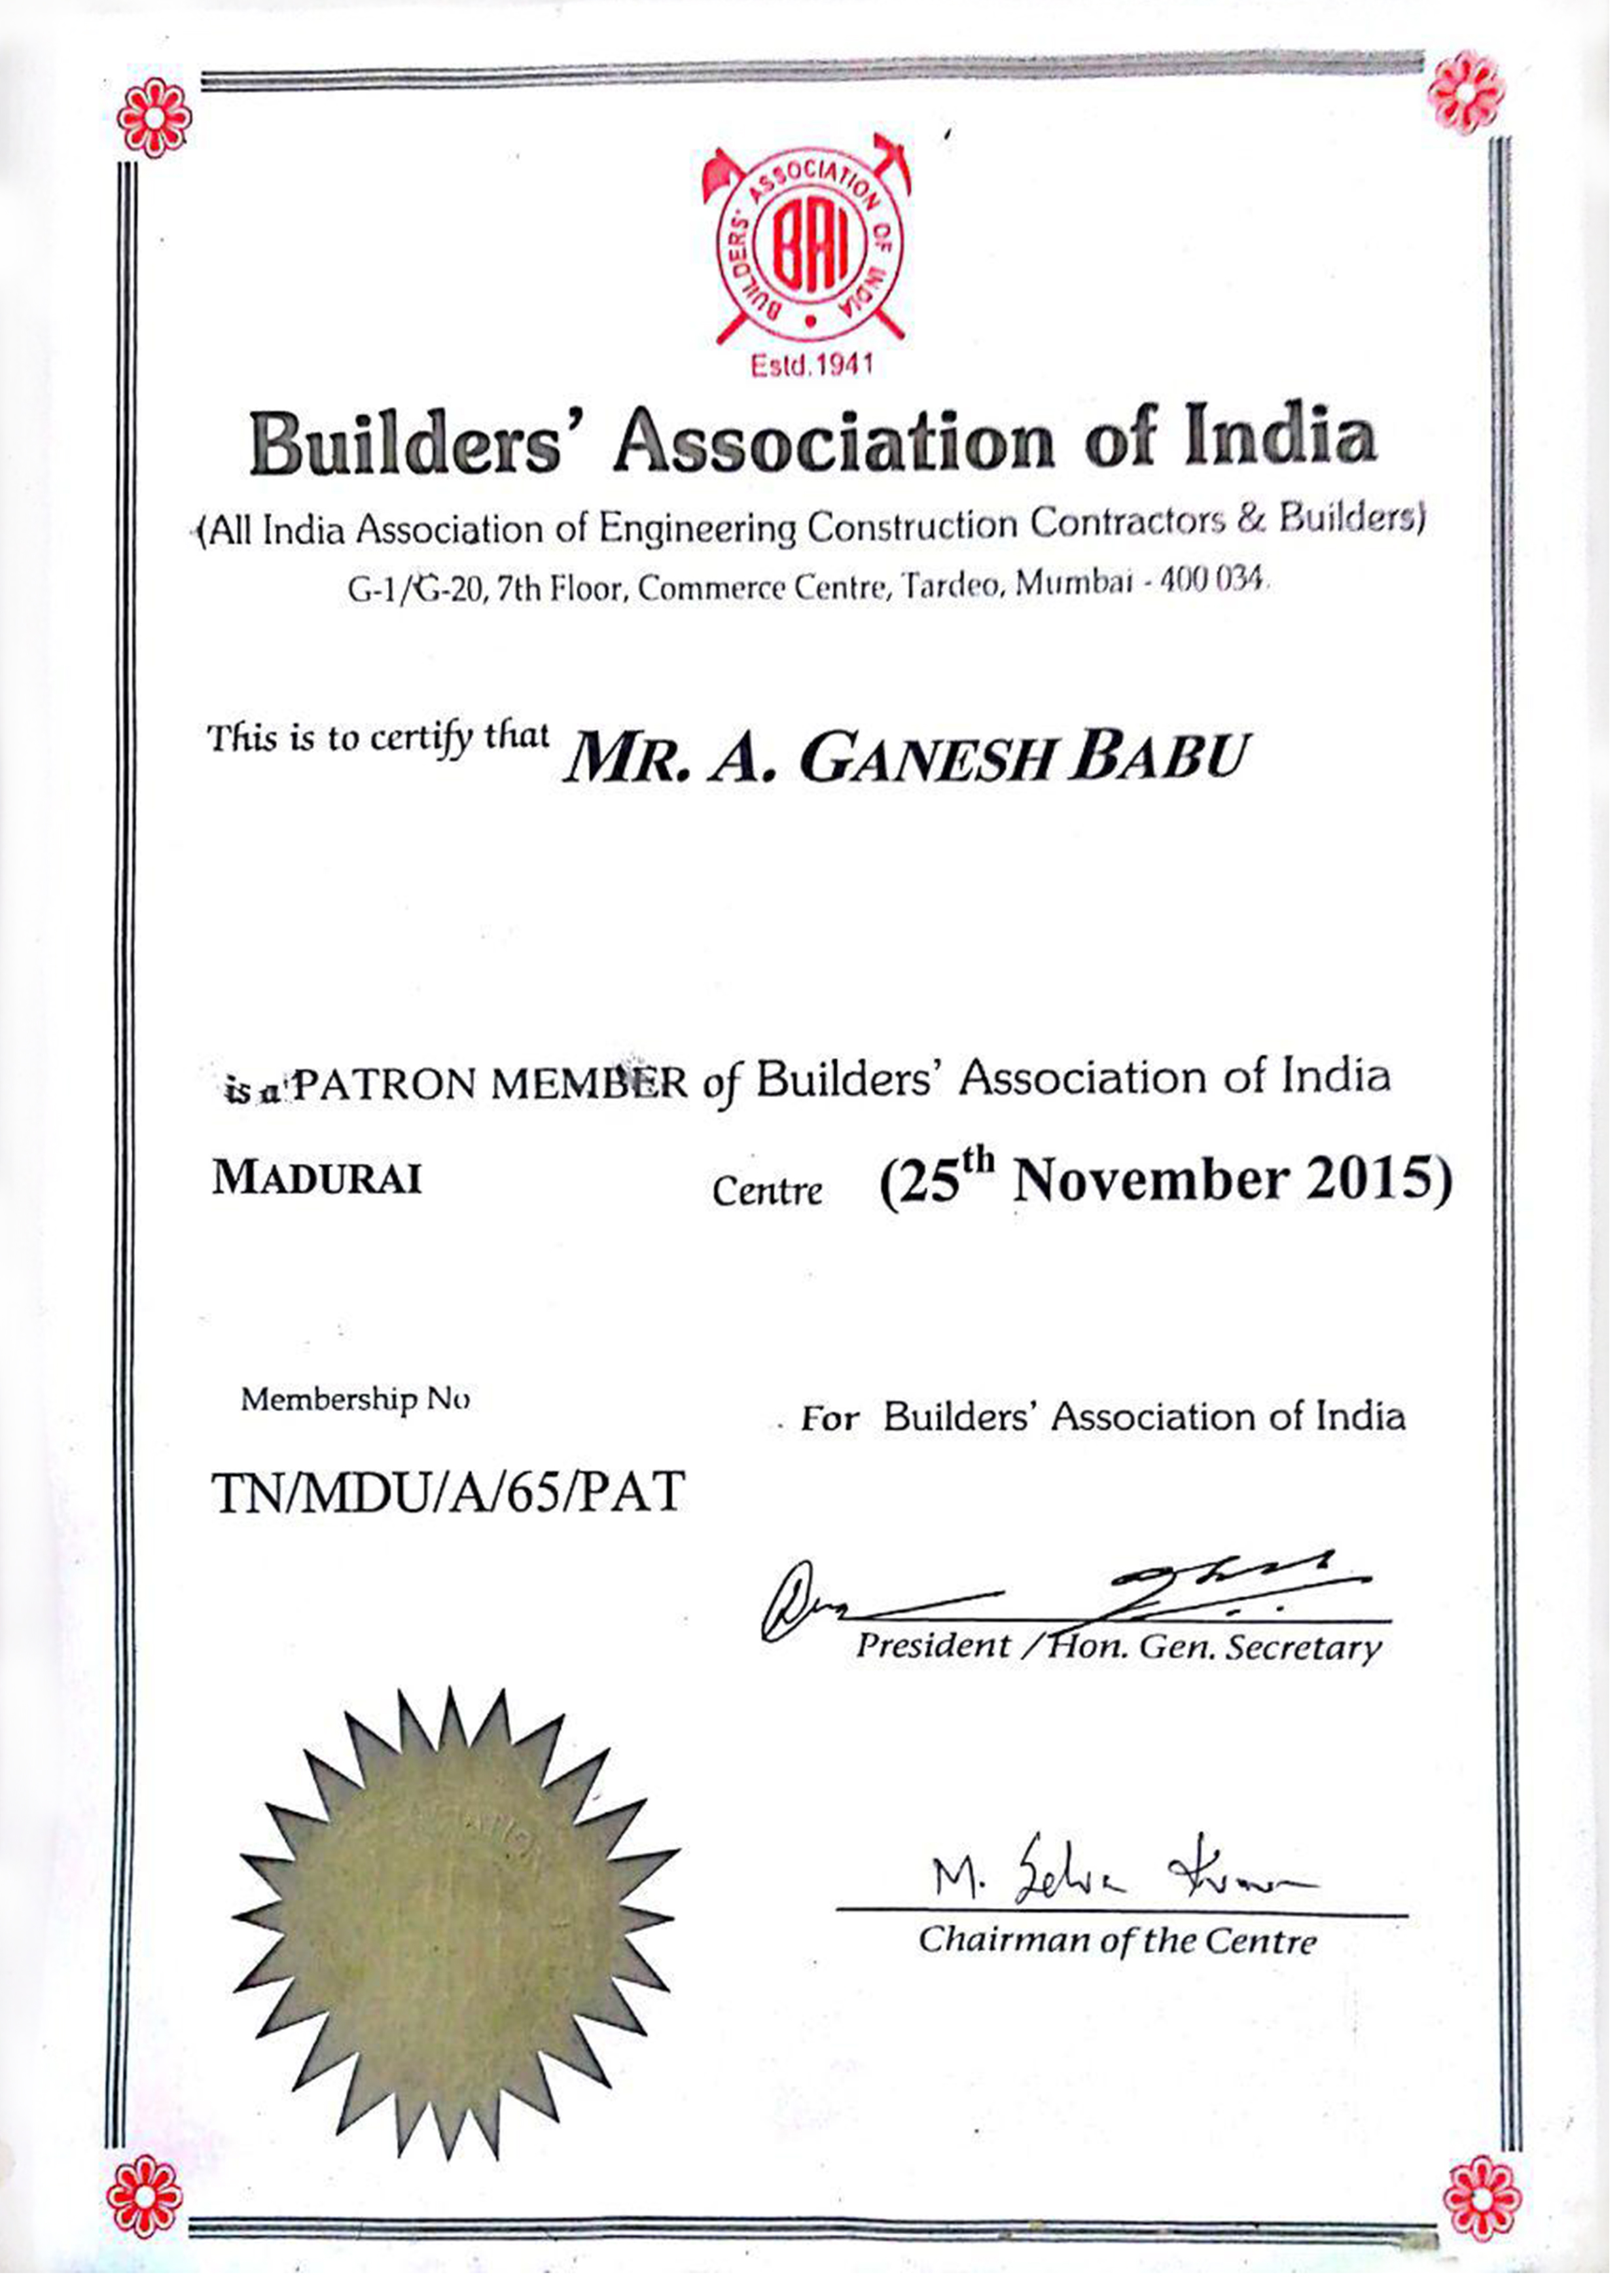 BUILDERS' ASSOCIATION OF INDIA
BAI
Estd.1941
Builders' Association of India
(All India Association of Engineering Construction Contractors & Builders)
G-1/G-20, 7th Floor, Commerce Centre, Tardeo, Mumbai - 400 034.
This is to certify that MR. A. GANESH BABU
is a PATRON MEMBER of Builders' Association of India
MADURAI Centre (25th November 2015)
Membership No
For Builders' Association of India
TN/MDU/A/65/PAT
President / Hon. Gen. Secretary
M. Selva Kumar
Chairman of the Centre